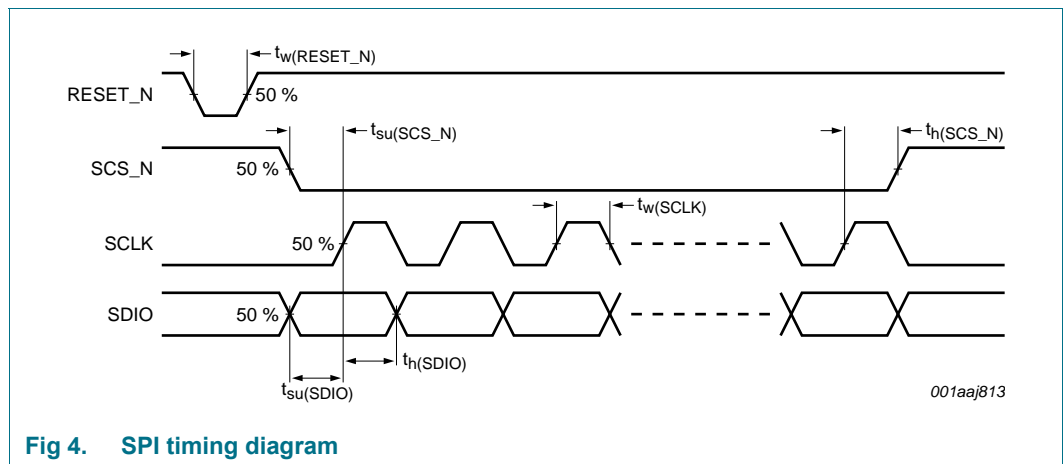 tw(RESET_N)
RESET_N
50 %
tsu(SCS_N)
th(SCS_N)
SCS_N
50 %
tw(SCLK)
SCLK
50 %
SDIO
50 %
th(SDIO)
tsu(SDIO)
001aaj813
Fig 4. SPI timing diagram